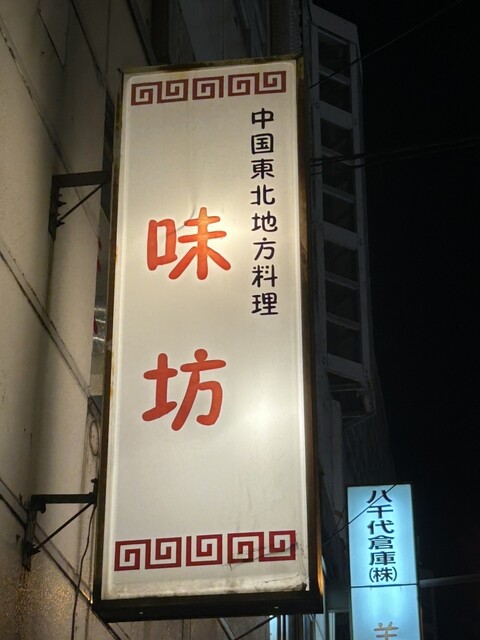 中国東北地方料理
味坊
八千代倉庫㈱